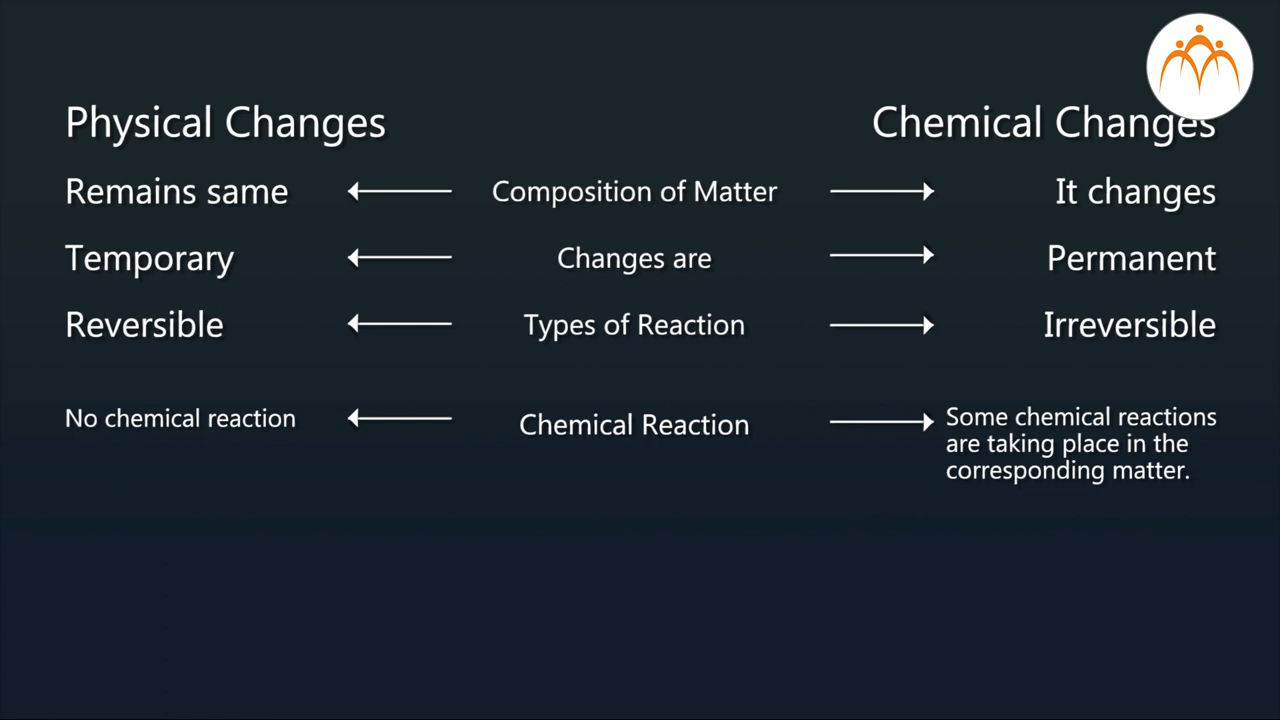 Physical Changes
Chemical Changes
Remains same
Composition of Matter
It changes
Temporary
Changes are
Permanent
Reversible
Types of Reaction
Irreversible
No chemical reaction
Chemical Reaction
Some chemical reactions
are taking place in the
corresponding matter.